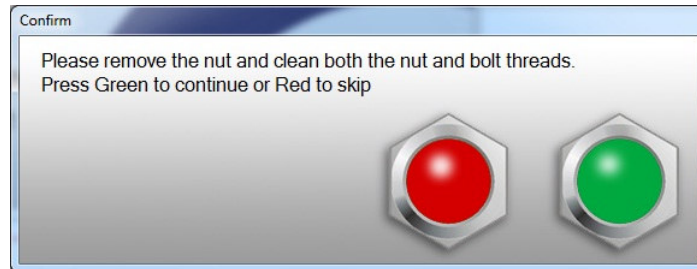 Confirm
Please remove the nut and clean both the nut and bolt threads.
Press Green to continue or Red to skip